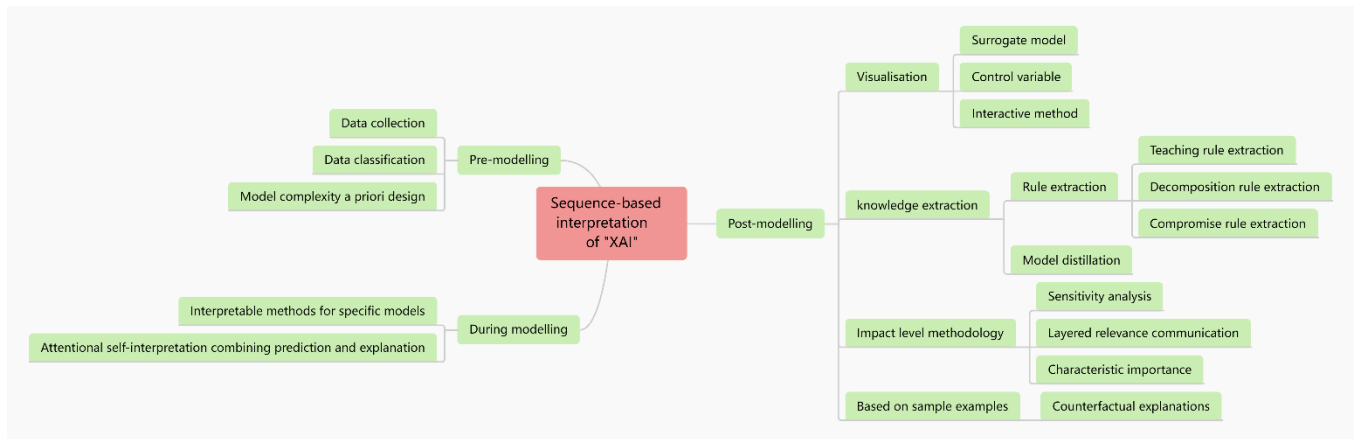 Sequence-based
interpretation
of "XAI"
Pre-modelling
Data collection
Data classification
Model complexity a priori design
During modelling
Interpretable methods for specific models
Attentional self-interpretation combining prediction and explanation
Post-modelling
Visualisation
Surrogate model
Control variable
Interactive method
knowledge extraction
Rule extraction
Teaching rule extraction
Decomposition rule extraction
Compromise rule extraction
Model distillation
Impact level methodology
Sensitivity analysis
Layered relevance communication
Characteristic importance
Based on sample examples
Counterfactual explanations